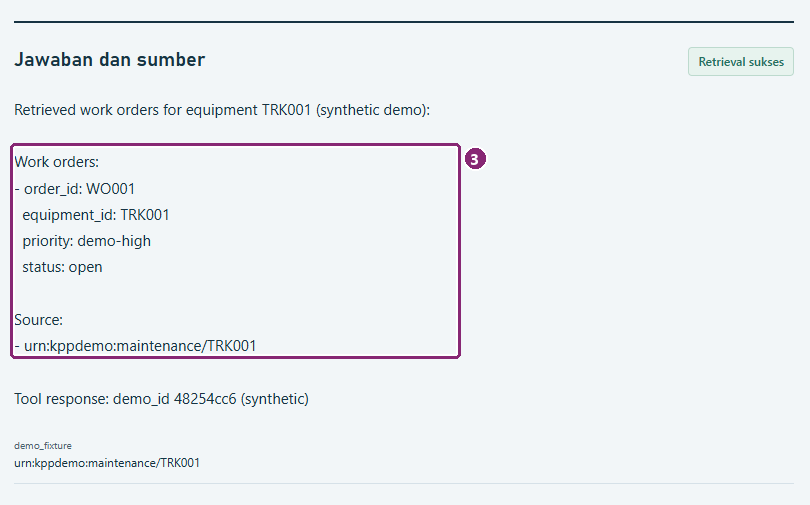 Jawaban dan sumber
Retrieval sukses
Retrieved work orders for equipment TRK001 (synthetic demo):
3
Work orders:
- order_id: WO001
equipment_id: TRK001
priority: demo-high
status: open
Source:
- urn:kppdemo:maintenance/TRK001
Tool response: demo_id 48254cc6 (synthetic)
demo_fixture
urn:kppdemo:maintenance/TRK001